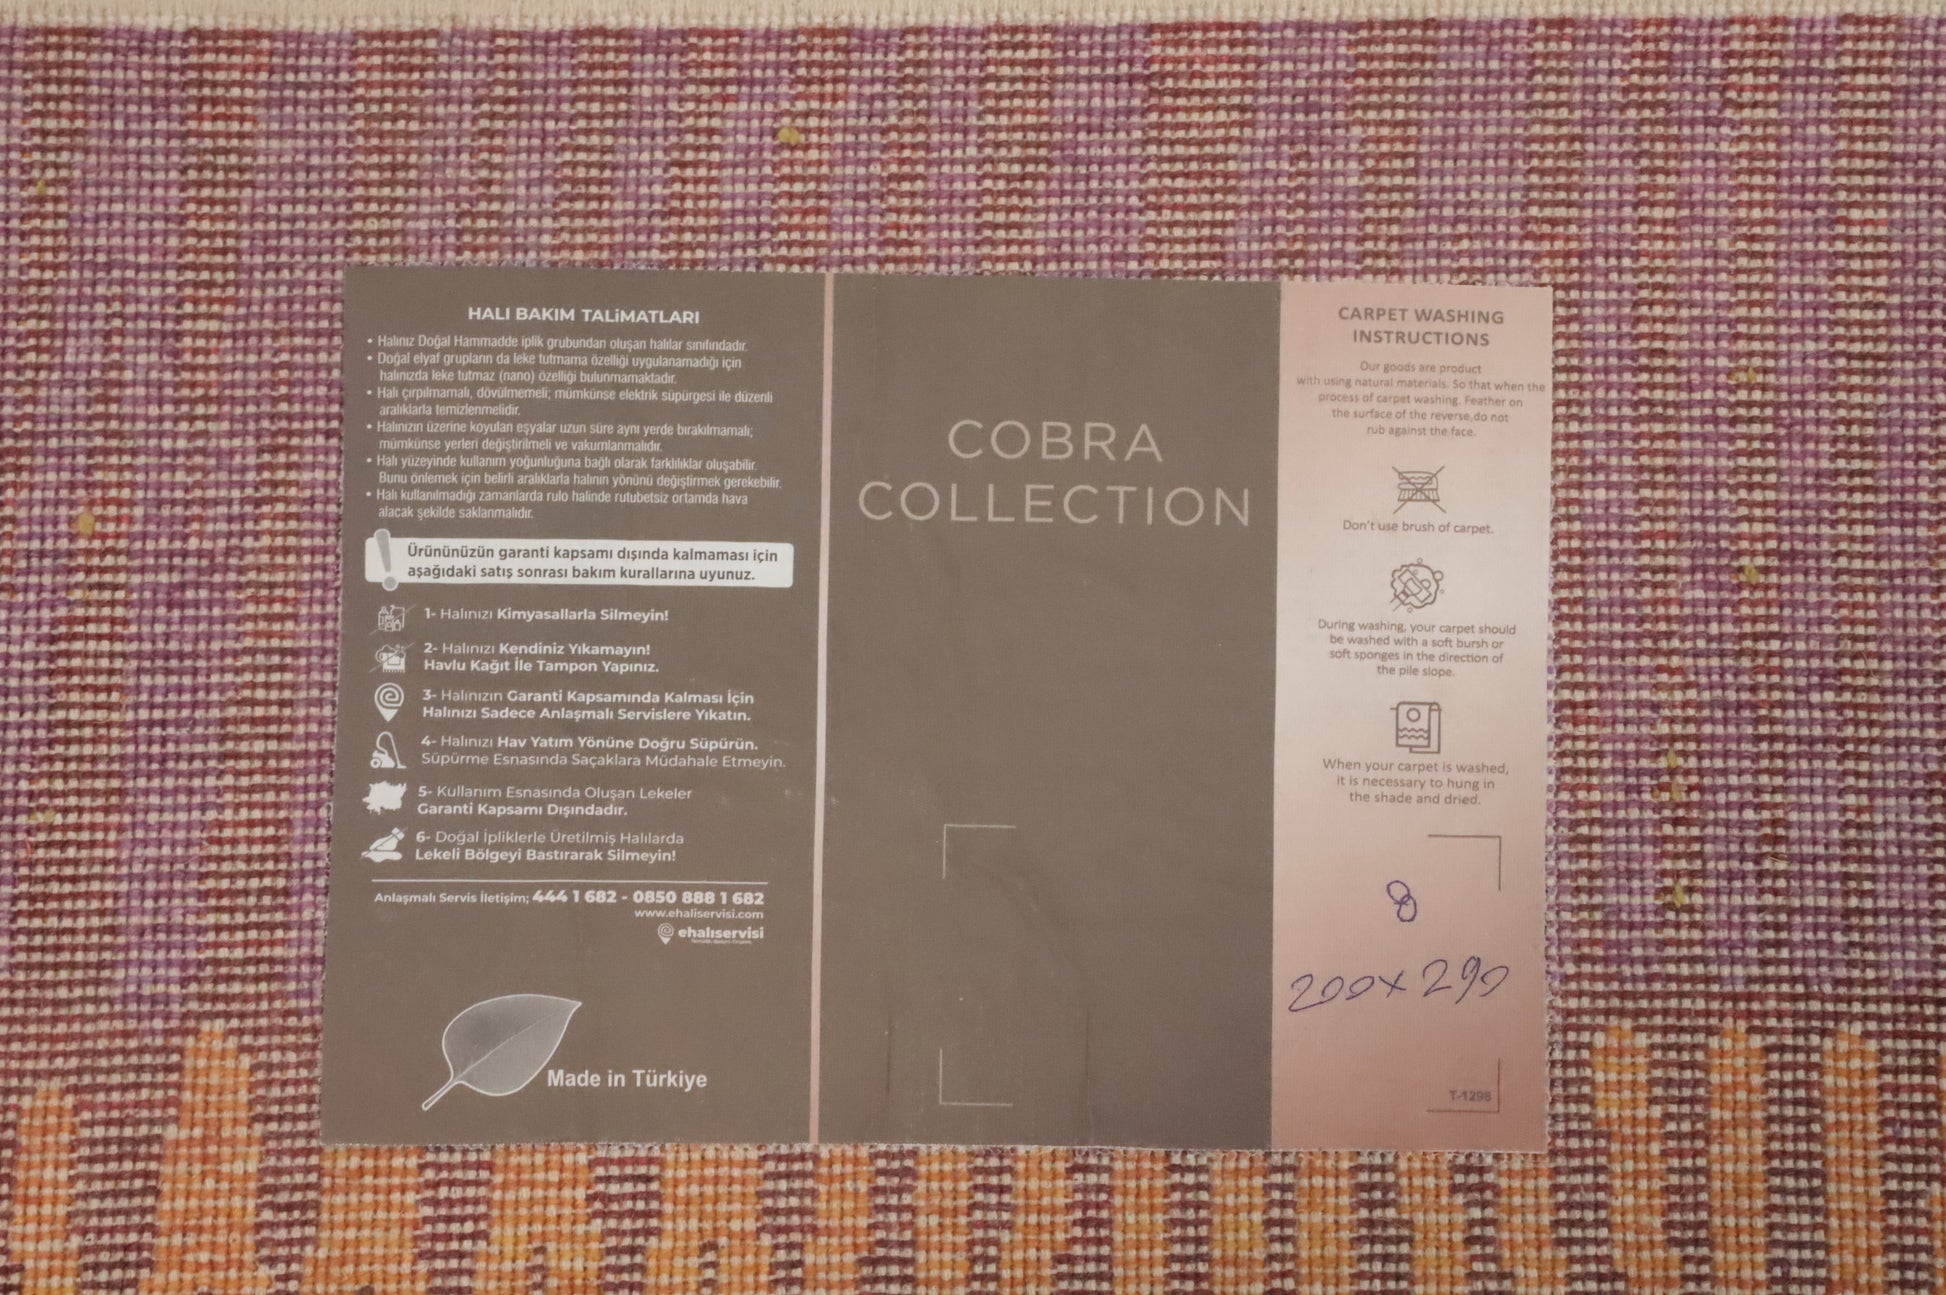 HALI BAKIM TALİMATLARI
• Halınız Doğal Hammadde iplik grubundan oluşan halılar sınıfındadır.
• Doğal elyaf grupların da leke tutmama özelliği uygulanamadığı için
halınızda leke tutmaz (nano) özelliği bulunmamaktadır.
• Halı çırpılmamalı, dövülmemeli; mümkünse elektrik süpürgesi ile düzenli
aralıklarla temizlenmelidir.
• Halınızın üzerine koyulan eşyalar uzun süre aynı yerde bırakılmamalı;
mümkünse yerleri değiştirilmeli ve vakumlanmalıdır.
• Halı yüzeyinde kullanım yoğunluğuna bağlı olarak farklılıklar oluşabilir.
Bunu önlemek için belirli aralıklarla halının yönünü değiştirmek gerekebilir.
• Halı kullanılmadığı zamanlarda rulo halinde rutubetsiz ortamda hava
alacak şekilde saklanmalıdır.
Ürününüzün garanti kapsamı dışında kalmaması için
aşağıdaki satış sonrası bakım kurallarına uyunuz.
1- Halınızı Kimyasallarla Silmeyin!
2- Halınızı Kendiniz Yıkamayın!
Havlu Kağıt İle Tampon Yapınız.
3- Halınızın Garanti Kapsamında Kalması İçin
Halınızı Sadece Anlaşmalı Servislere Yıkatın.
4- Halınızı Hav Yatım Yönüne Doğru Süpürün.
Süpürme Esnasında Saçaklara Müdahale Etmeyin.
5- Kullanım Esnasında Oluşan Lekeler
Garanti Kapsamı Dışındadır.
6- Doğal İpliklerle Üretilmiş Halılarda
Lekeli Bölgeyi Bastırarak Silmeyin!
Anlaşmalı Servis İletişim; 444 1 682 - 0850 888 1 682
www.ehaliservisi.com
ehalıservisi
Made in Türkiye
COBRA
COLLECTION
CARPET WASHING
INSTRUCTIONS
Our goods are product
with using natural materials. So that when the
process of carpet washing. Feather on
the surface of the reverse,do not
rub against the face.
Don't use brush of carpet.
During washing, your carpet should
be washed with a soft bursh or
soft sponges in the direction of
the pile slope.
When your carpet is washed,
it is necessary to hung in
the shade and dried.
8
200x290
T-1298